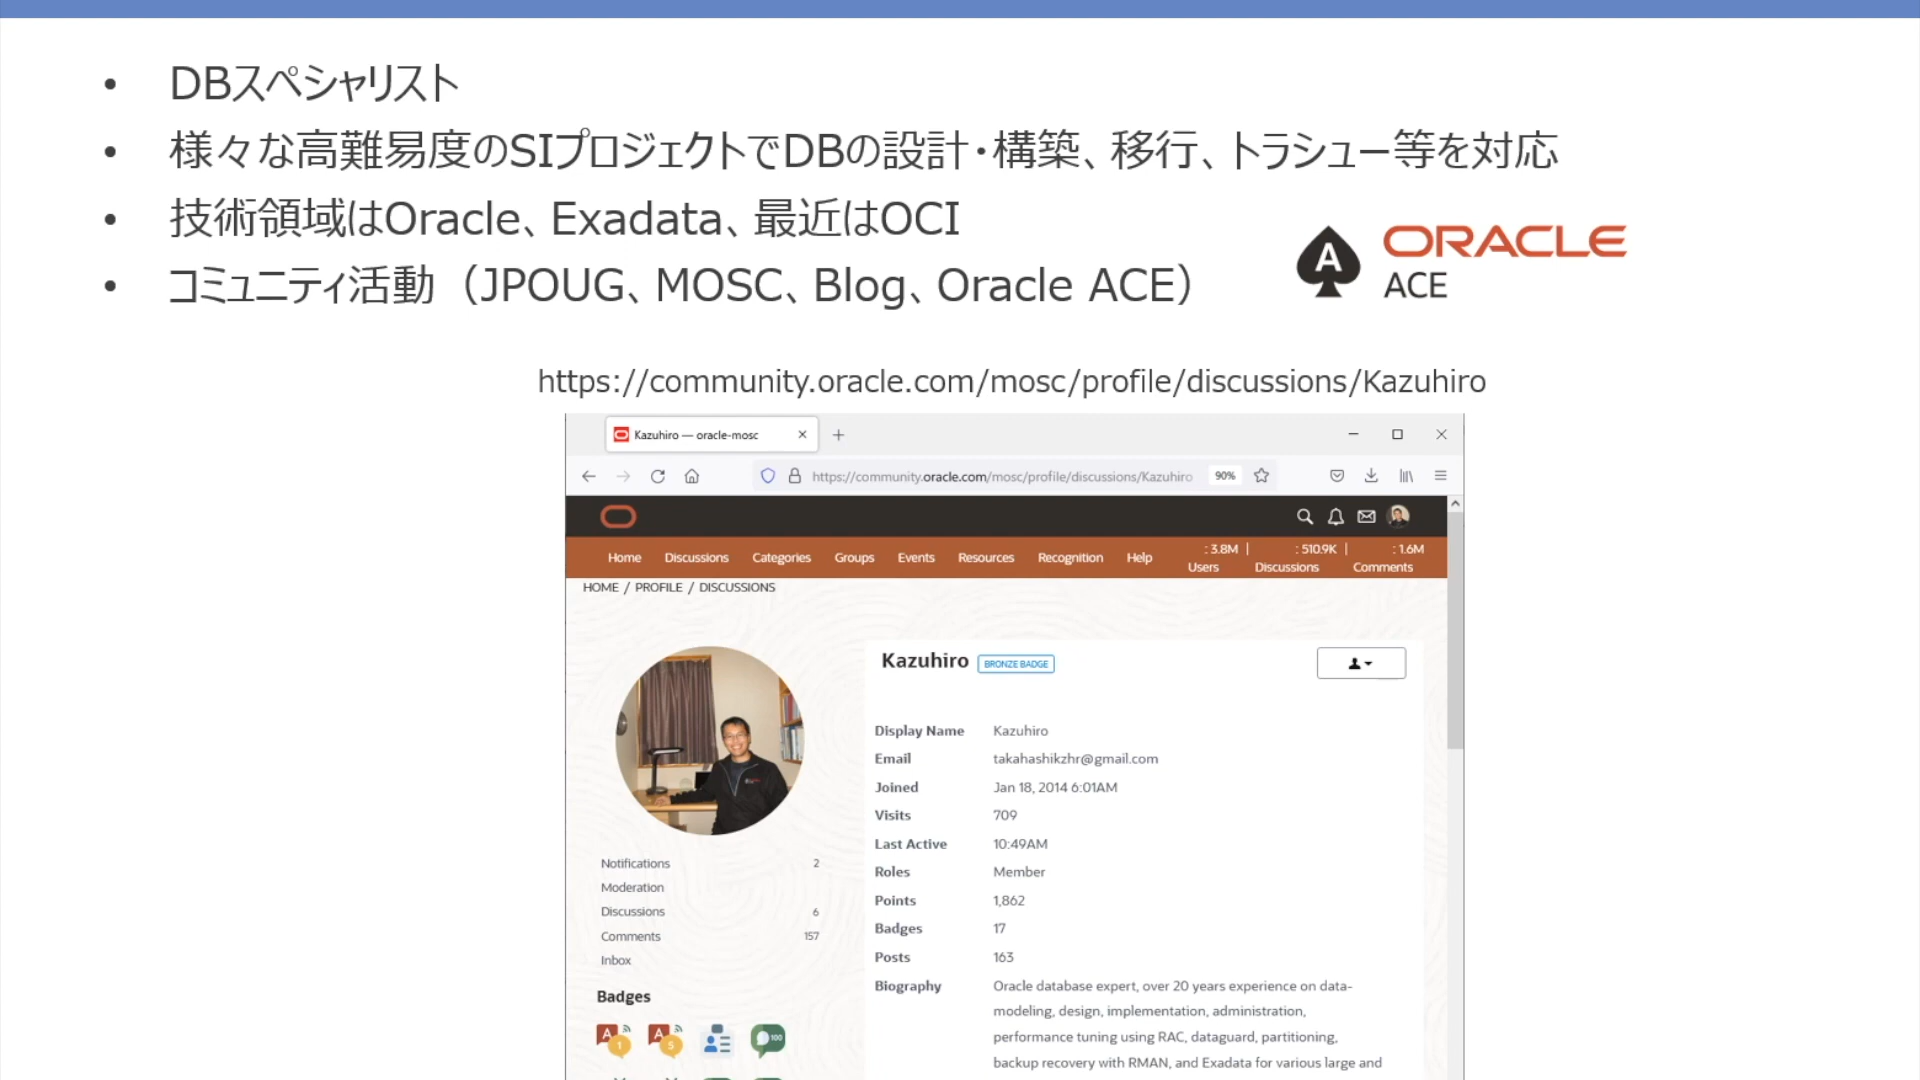 • DBスペシャリスト
• 様々な高難易度のSIプロジェクトでDBの設計・構築、移行、トラシュー等を対応
• 技術領域はOracle、Exadata、最近はOCI
• コミュニティ活動（JPOUG、MOSC、Blog、Oracle ACE）
A ORACLE
ACE
https://community.oracle.com/mosc/profile/discussions/Kazuhiro
Kazuhiro — oracle-mosc
https://community.oracle.com/mosc/profile/discussions/Kazuhiro 90%
Home Discussions Categories Groups Events Resources Recognition Help : 3.8M | Users : 510.9K | Discussions : 1.6M Comments
HOME / PROFILE / DISCUSSIONS
Kazuhiro BRONZE BADGE
Display Name Kazuhiro
Email takahashikzhr@gmail.com
Joined Jan 18, 2014 6:01AM
Visits 709
Last Active 10:49AM
Roles Member
Points 1,862
Badges 17
Posts 163
Biography Oracle database expert, over 20 years experience on data-
modeling, design, implementation, administration,
performance tuning using RAC, dataguard, partitioning,
backup recovery with RMAN, and Exadata for various large and
Notifications 2
Moderation
Discussions 6
Comments 157
Inbox
Badges
A 1 A 5 100